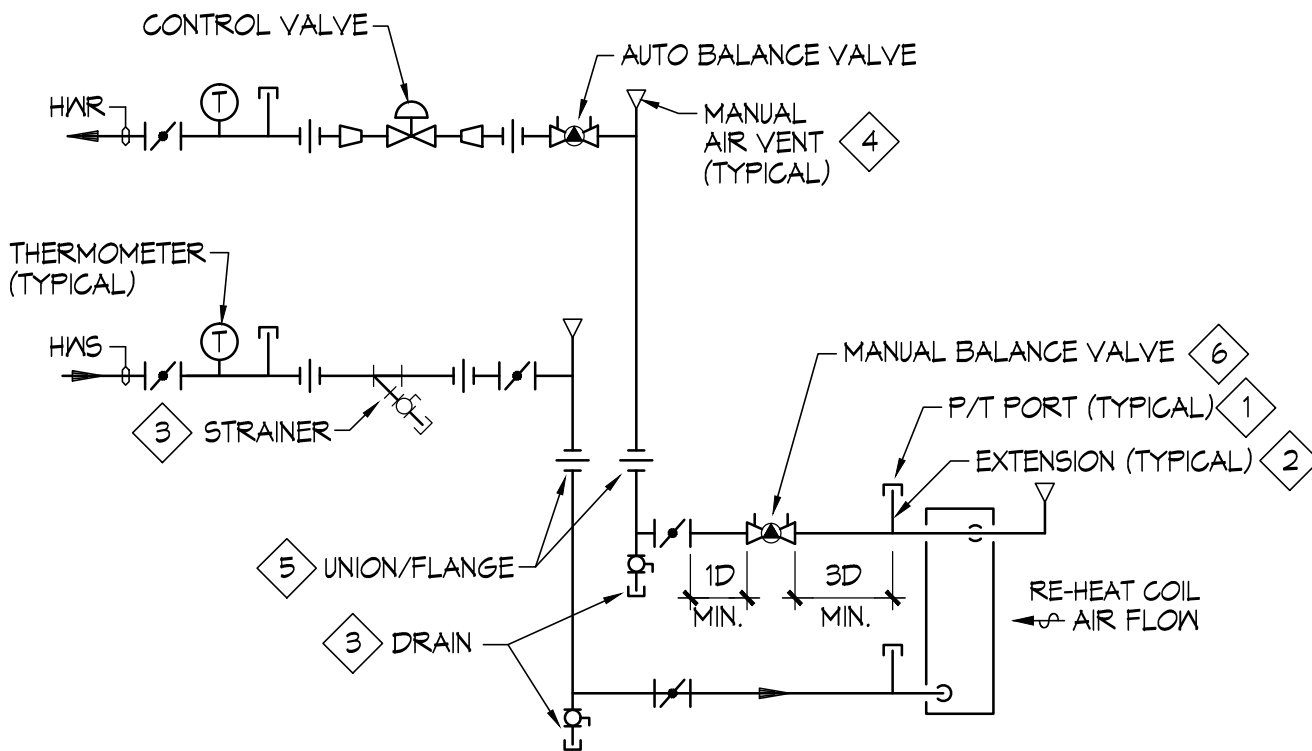 CONTROL VALVE
AUTO BALANCE VALVE
HWR
T
MANUAL
AIR VENT
(TYPICAL)
4
THERMOMETER
(TYPICAL)
T
HWS
MANUAL BALANCE VALVE
6
3
STRAINER
P/T PORT (TYPICAL)
1
EXTENSION (TYPICAL)
2
5
UNION/FLANGE
1D
MIN.
3D
MIN.
RE-HEAT COIL
AIR FLOW
3
DRAIN